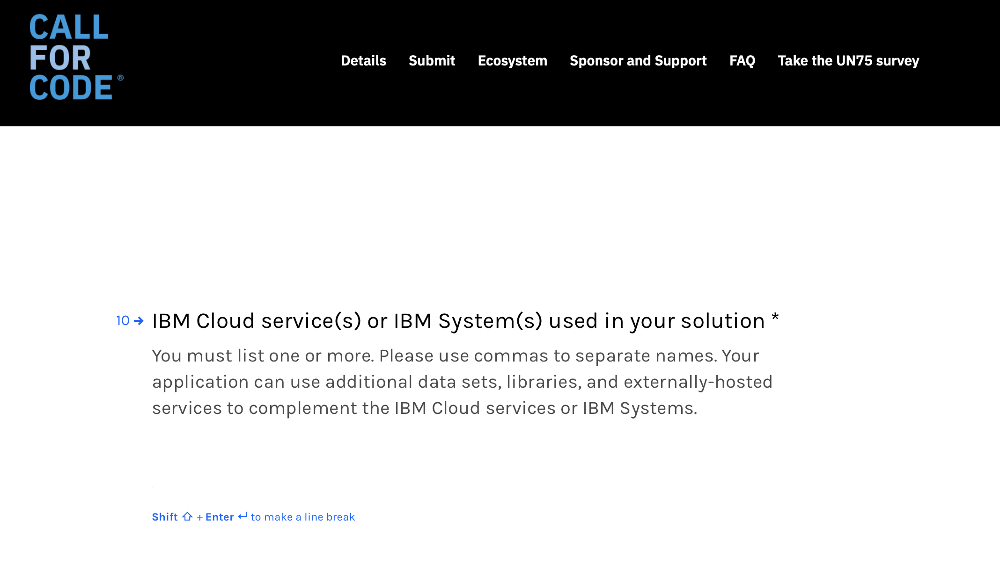 CALL
FOR
CODE®
Details Submit Ecosystem Sponsor and Support FAQ Take the UN75 survey
10 → IBM Cloud service(s) or IBM System(s) used in your solution *
You must list one or more. Please use commas to separate names. Your
application can use additional data sets, libraries, and externally-hosted
services to complement the IBM Cloud services or IBM Systems.
Shift ⇧ + Enter ↵ to make a line break